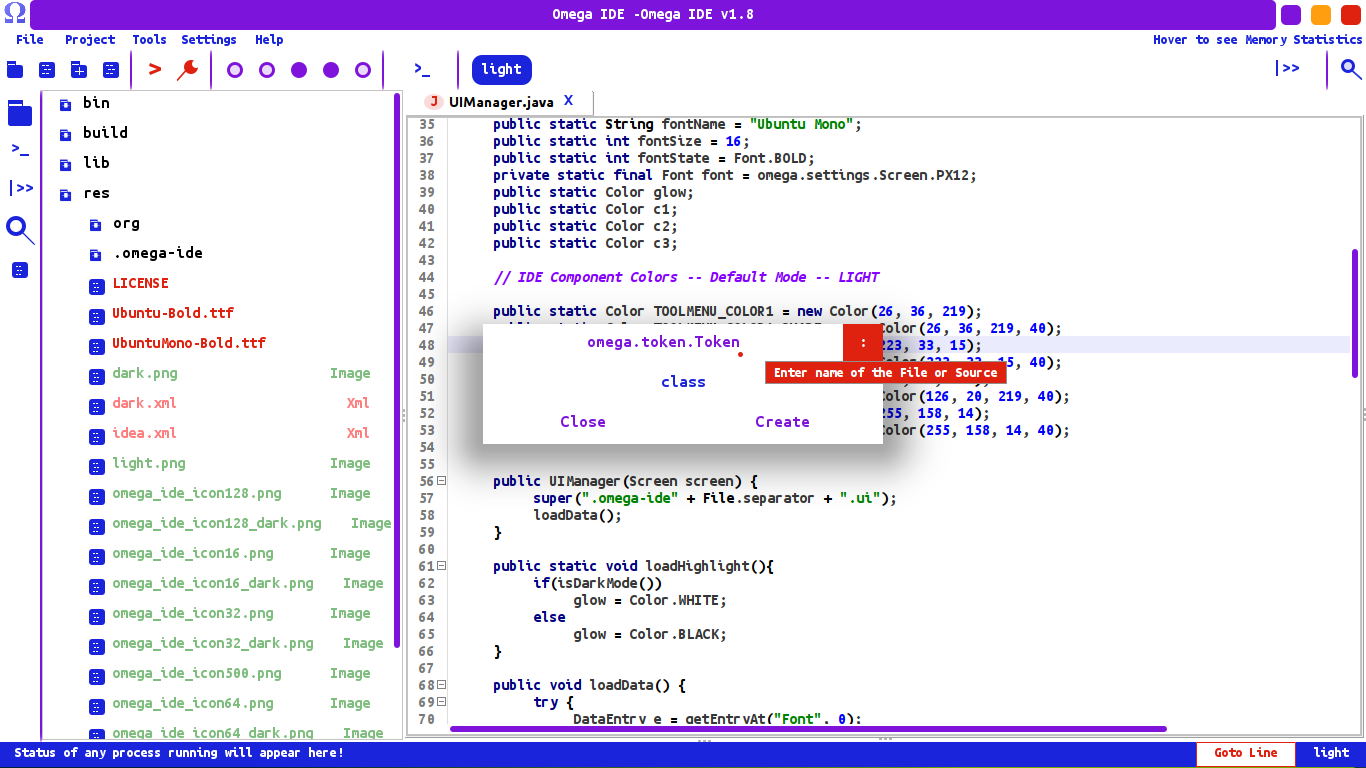 Omega IDE -Omega IDE v1.8
File Project Tools Settings Help Hover to see Memory Statistics
> >_ light |>>
J UIManager.java X
>_
|>>
bin
build
lib
res
org
.omega-ide
LICENSE
Ubuntu-Bold.ttf
UbuntuMono-Bold.ttf
dark.png Image
dark.xml Xml
idea.xml Xml
light.png Image
omega_ide_icon128.png Image
omega_ide_icon128_dark.png Image
omega_ide_icon16.png Image
omega_ide_icon16_dark.png Image
omega_ide_icon32.png Image
omega_ide_icon32_dark.png Image
omega_ide_icon500.png Image
omega_ide_icon64.png Image
omega_ide_icon64_dark.png Image
35 public static String fontName = "Ubuntu Mono";
36 public static int fontSize = 16;
37 public static int fontState = Font.BOLD;
38 private static final Font font = omega.settings.Screen.PX12;
39 public static Color glow;
40 public static Color c1;
41 public static Color c2;
42 public static Color c3;
43
44 // IDE Component Colors -- Default Mode -- LIGHT
45
46 public static Color TOOLMENU_COLOR1 = new Color(26, 36, 219);
47 Color(26, 36, 219, 40);
48 223, 33, 15);
49 15, 40);
50
51 Color(126, 20, 219, 40);
52 255, 158, 14);
53 Color(255, 158, 14, 40);
54
55
56 public UIManager(Screen screen) {
57 super(".omega-ide" + File.separator + ".ui");
58 loadData();
59 }
60
61 public static void loadHighlight(){
62 if(isDarkMode())
63 glow = Color.WHITE;
64 else
65 glow = Color.BLACK;
66 }
67
68 public void loadData() {
69 try {
70 DataEntry e = getEntryAt("Font", 0);
omega.token.Token :
Enter name of the File or Source
class
Close Create
Status of any process running will appear here! Goto Line light